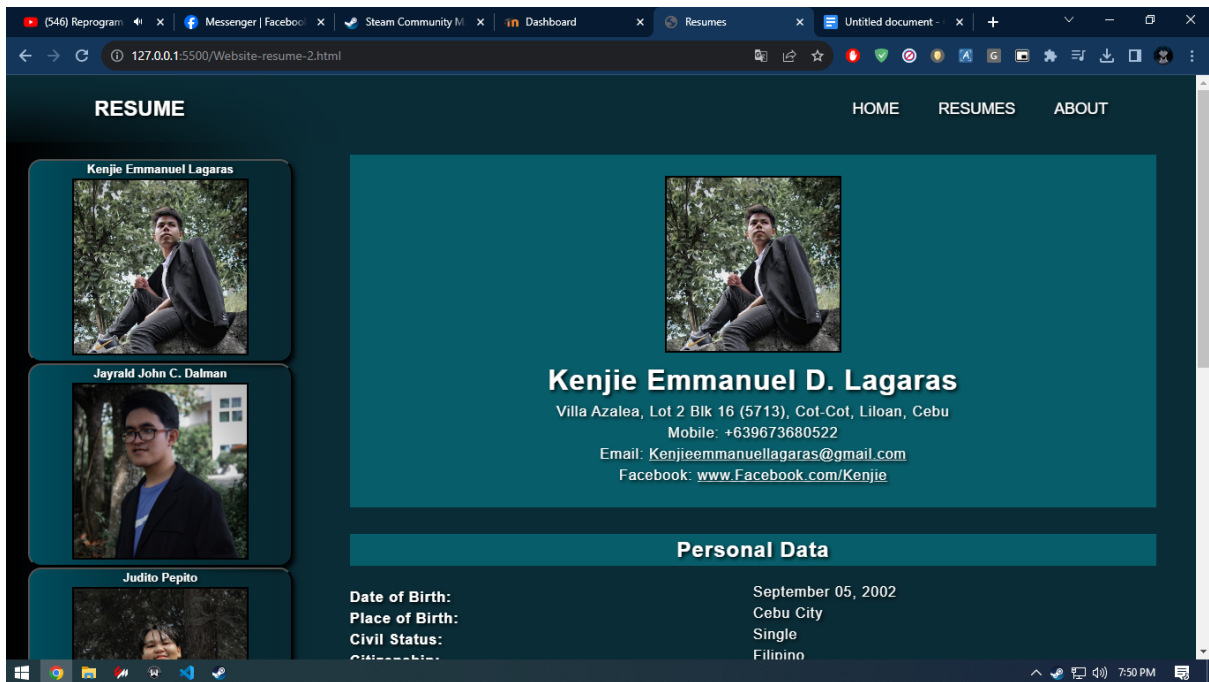 (546) Reprogram
Messenger | Facebool
Steam Community M
Dashboard
Resumes
Untitled document -
127.0.0.1:5500/Website-resume-2.html
RESUME
HOME
RESUMES
ABOUT
Kenjie Emmanuel Lagaras
Jayrald John C. Dalman
Judito Pepito
Kenjie Emmanuel D. Lagaras
Villa Azalea, Lot 2 Blk 16 (5713), Cot-Cot, Liloan, Cebu
Mobile: +639673680522
Email: Kenjieemmanuellagaras@gmail.com
Facebook: www.Facebook.com/Kenjie
Personal Data
Date of Birth: September 05, 2002
Place of Birth: Cebu City
Civil Status: Single
Citizenship: Filipino
7:50 PM